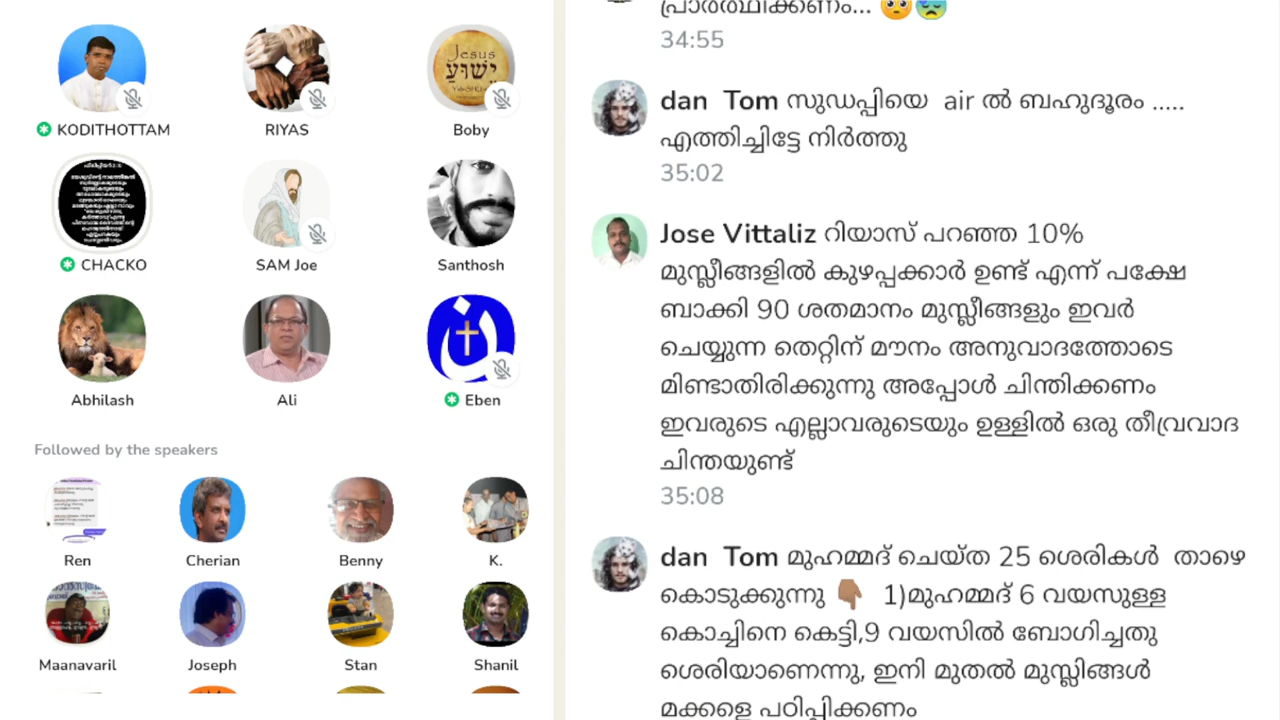 KODITHOTTAM
RIYAS
Jesus
ישוע
Boby
CHACKO
SAM Joe
Santhosh
Abhilash
Ali
Eben
Followed by the speakers
Ren
Cherian
Benny
K.
Maanavaril
Joseph
Stan
Shanil
പ്രാർത്ഥിക്കണം... 🥺😥
34:55
dan Tom സുഡപ്പിയെ air ൽ ബഹുദൂരം .....
എത്തിച്ചിട്ടേ നിർത്തു
35:02
Jose Vittaliz റിയാസ് പറഞ്ഞ 10%
മുസ്ലീങ്ങളിൽ കുഴപ്പക്കാർ ഉണ്ട് എന്ന് പക്ഷേ
ബാക്കി 90 ശതമാനം മുസ്ലീങ്ങളും ഇവർ
ചെയ്യുന്ന തെറ്റിന് മൗനം അനുവാദത്തോടെ
മിണ്ടാതിരിക്കുന്നു അപ്പോൾ ചിന്തിക്കണം
ഇവരുടെ എല്ലാവരുടെയും ഉള്ളിൽ ഒരു തീവ്രവാദ
ചിന്തയുണ്ട്
35:08
dan Tom മുഹമ്മദ് ചെയ്ത 25 ശെരികൾ താഴെ
കൊടുക്കുന്നു 👇🏽 1)മുഹമ്മദ് 6 വയസുള്ള
കൊച്ചിനെ കെട്ടി,9 വയസിൽ ബോഗിച്ചതു
ശെരിയാണെന്നു, ഇനി മുതൽ മുസ്ലിങ്ങൾ
മക്കളെ പഠിപ്പിക്കണം